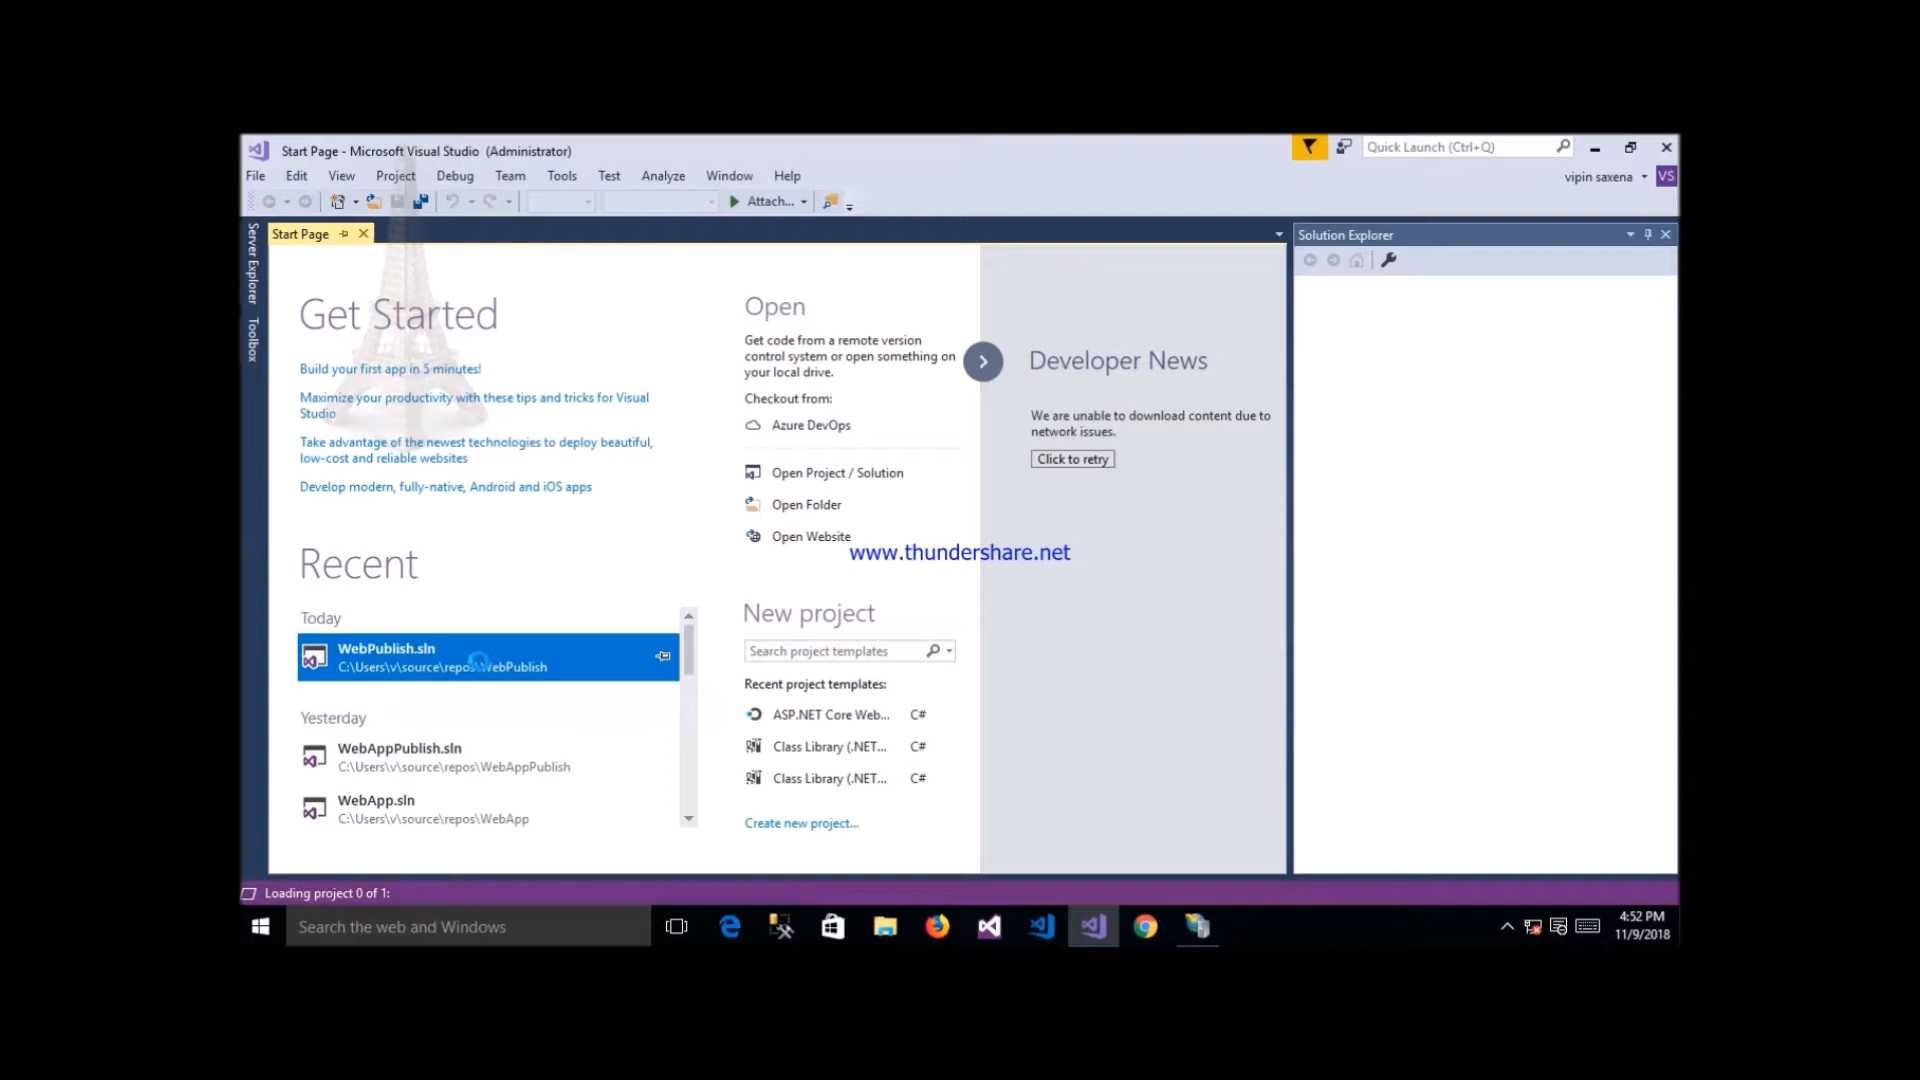 Start Page - Microsoft Visual Studio (Administrator)
Quick Launch (Ctrl+Q)
File Edit View Project Debug Team Tools Test Analyze Window Help
vipin saxena VS
Attach...
Server Explorer
Toolbox
Start Page
Solution Explorer
Get Started
Build your first app in 5 minutes!
Maximize your productivity with these tips and tricks for Visual
Studio
Take advantage of the newest technologies to deploy beautiful,
low-cost and reliable websites
Develop modern, fully-native, Android and iOS apps
Recent
Today
WebPublish.sln
C:\Users\v\source\repos\WebPublish
Yesterday
WebAppPublish.sln
C:\Users\v\source\repos\WebAppPublish
WebApp.sln
C:\Users\v\source\repos\WebApp
Open
Get code from a remote version
control system or open something on
your local drive.
Checkout from:
Azure DevOps
Open Project / Solution
Open Folder
Open Website
www.thundershare.net
New project
Search project templates
Recent project templates:
ASP.NET Core Web... C#
Class Library (.NET... C#
Class Library (.NET... C#
Create new project...
Developer News
We are unable to download content due to
network issues.
Click to retry
Loading project 0 of 1:
Search the web and Windows
4:52 PM
11/9/2018